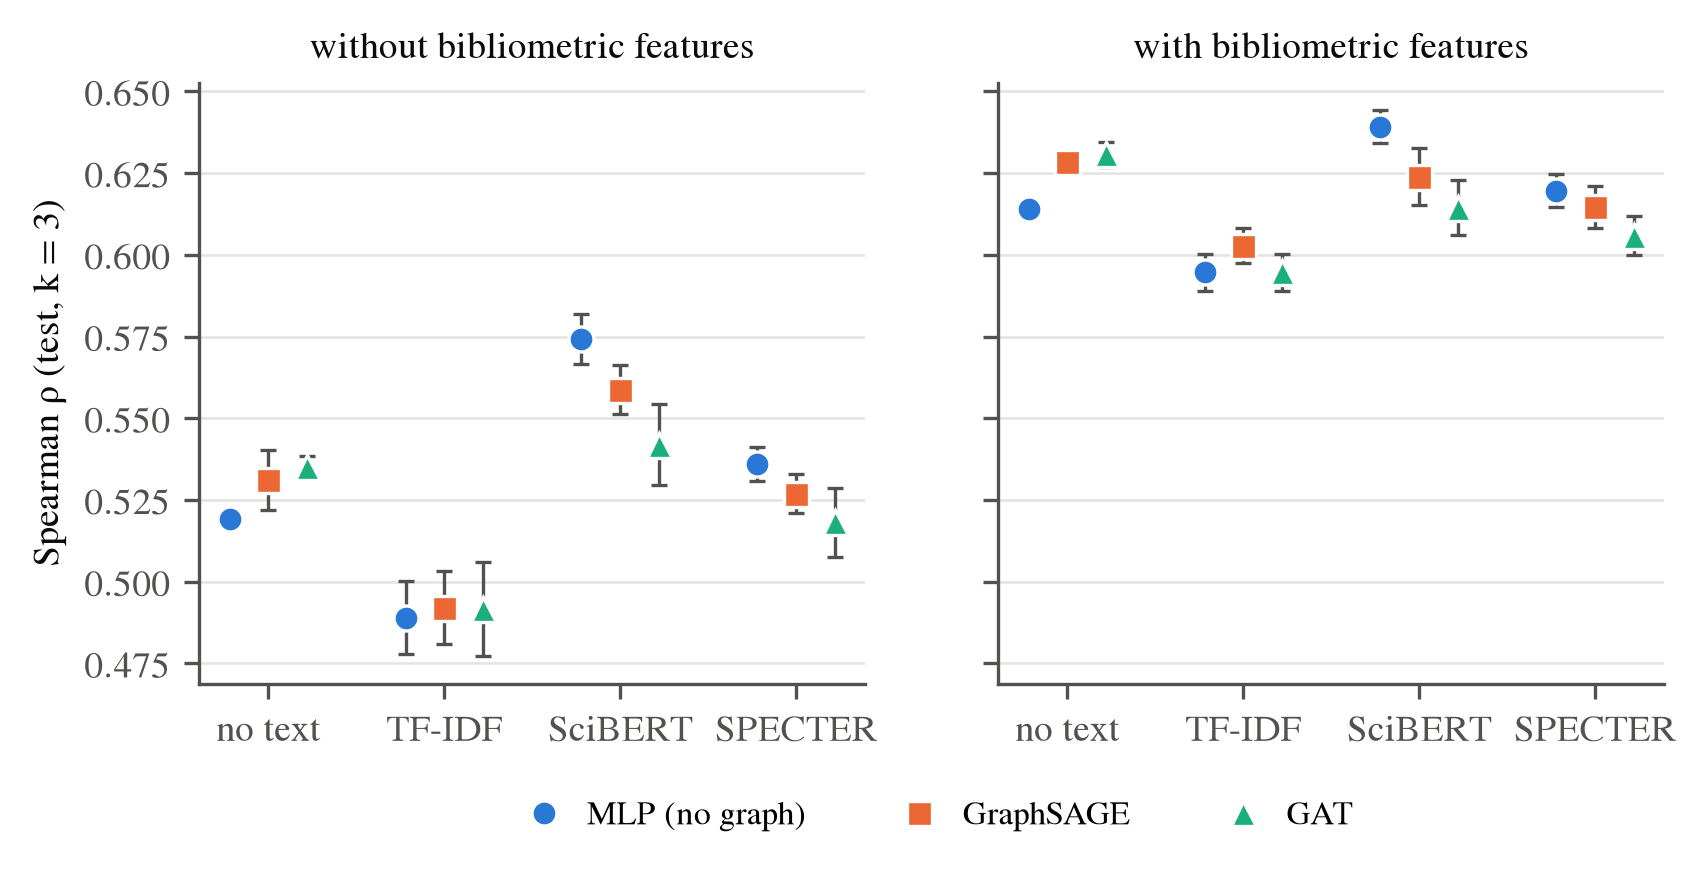 without bibliometric features
with bibliometric features
Spearman ρ (test, k = 3)
0.650
0.625
0.600
0.575
0.550
0.525
0.500
0.475
no text
TF-IDF
SciBERT
SPECTER
no text
TF-IDF
SciBERT
SPECTER
MLP (no graph)
GraphSAGE
GAT